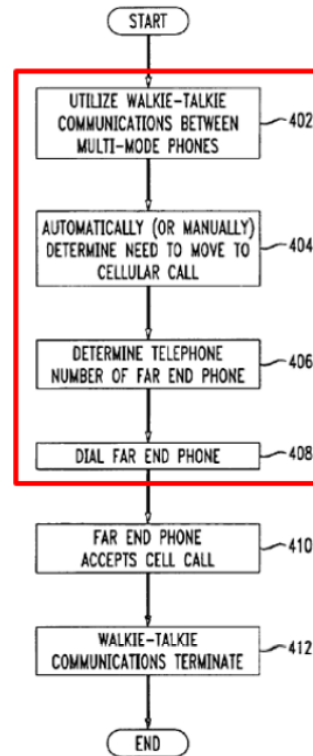 START
UTILIZE WALKIE-TALKIE
COMMUNICATIONS BETWEEN
MULTI-MODE PHONES
402
AUTOMATICALLY (OR MANUALLY)
DETERMINE NEED TO MOVE TO
CELLULAR CALL
404
DETERMINE TELEPHONE
NUMBER OF FAR END PHONE
406
DIAL FAR END PHONE
408
FAR END PHONE
ACCEPTS CELL CALL
410
WALKIE-TALKIE
COMMUNICATIONS TERMINATE
412
END